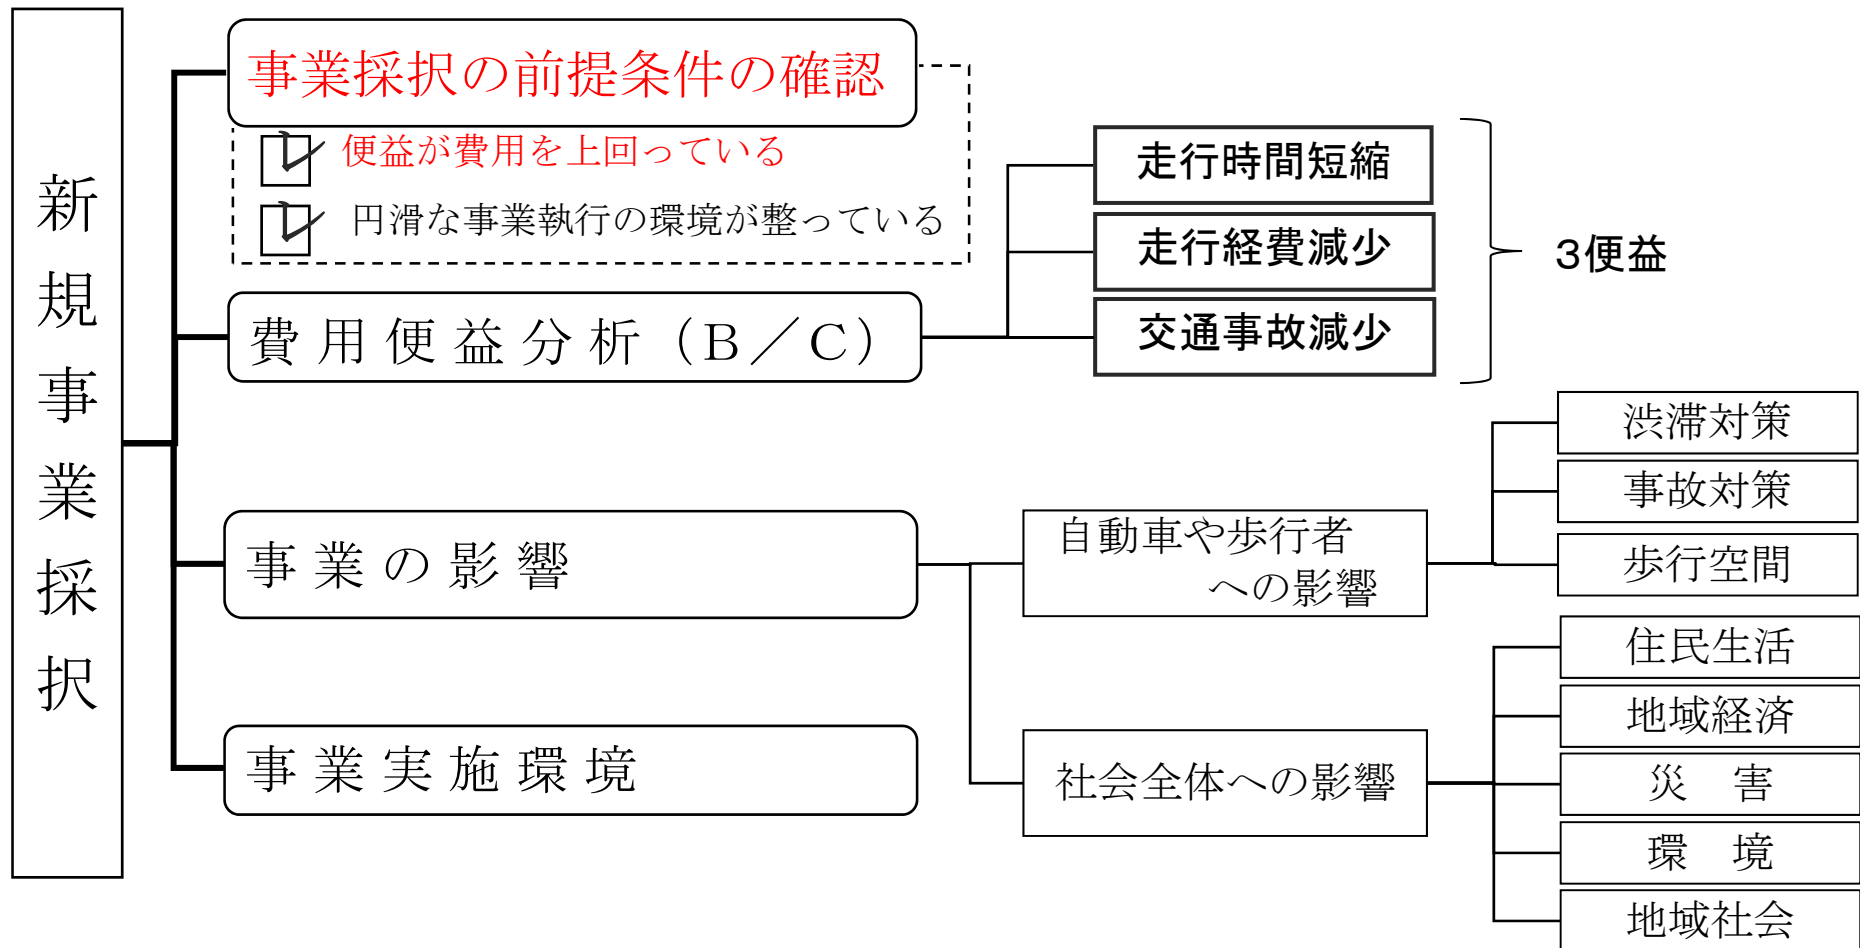 新規事業採択
事業採択の前提条件の確認
便益が費用を上回っている
円滑な事業執行の環境が整っている
費用便益分析（B／C）
走行時間短縮
走行経費減少
交通事故減少
3便益
事業の影響
自動車や歩行者
への影響
渋滞対策
事故対策
歩行空間
社会全体への影響
住民生活
地域経済
災　害
環　境
地域社会
事業実施環境